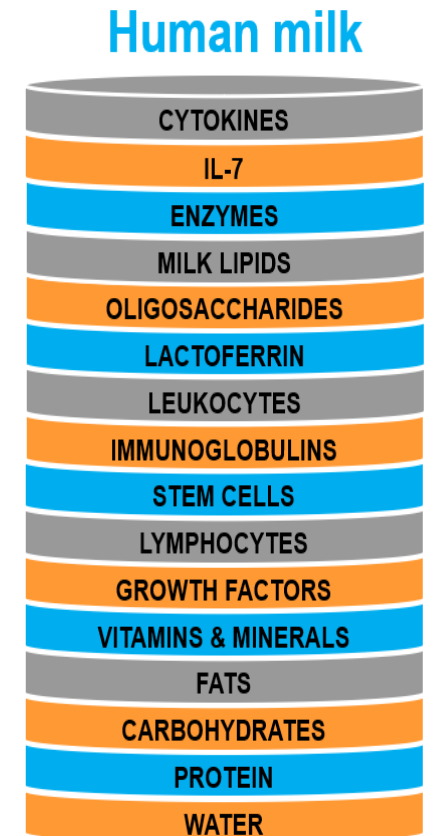 Human milk
CYTOKINES
IL-7
ENZYMES
MILK LIPIDS
OLIGOSACCHARIDES
LACTOFERRIN
LEUKOCYTES
IMMUNOGLOBULINS
STEM CELLS
LYMPHOCYTES
GROWTH FACTORS
VITAMINS & MINERALS
FATS
CARBOHYDRATES
PROTEIN
WATER